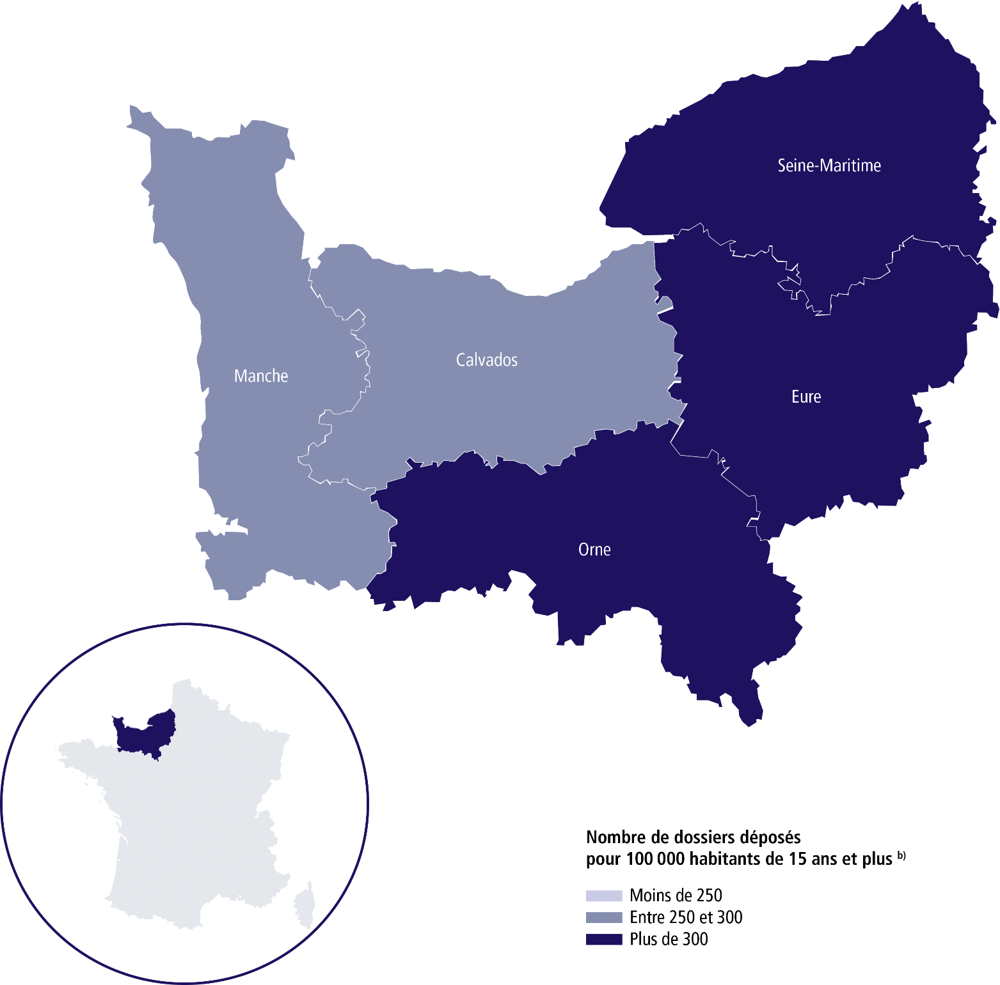 Seine-Maritime
Calvados
Manche
Eure
Orne
Nombre de dossiers déposés
pour 100 000 habitants de 15 ans et plus b)
Moins de 250
Entre 250 et 300
Plus de 300